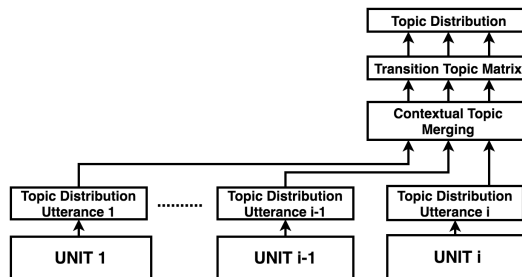 Topic Distribution
Transition Topic Matrix
Contextual Topic
Merging
Topic Distribution
Utterance 1
..........
Topic Distribution
Utterance i-1
Topic Distribution
Utterance i
UNIT 1
UNIT i-1
UNIT i